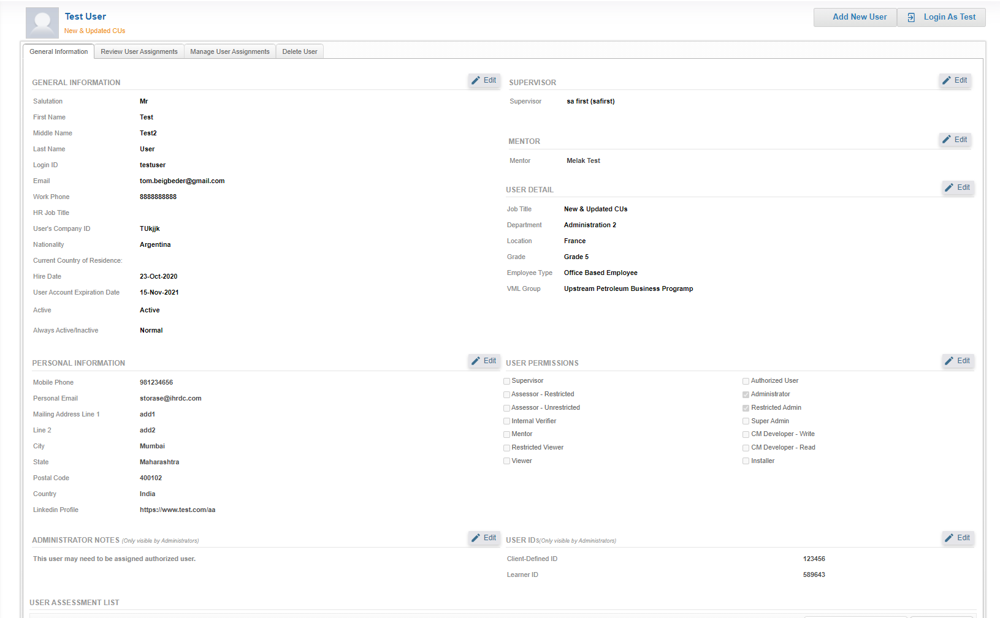 Test User
New & Updated CUs
Add New User
Login As Test
General Information
Review User Assignments
Manage User Assignments
Delete User
GENERAL INFORMATION
Edit
Salutation Mr
First Name Test
Middle Name Test2
Last Name User
Login ID testuser
Email tom.beigbeder@gmail.com
Work Phone 8888888888
HR Job Title
User's Company ID TUkjjk
Nationality Argentina
Current Country of Residence:
Hire Date 23-Oct-2020
User Account Expiration Date 15-Nov-2021
Active Active
Always Active/Inactive Normal
SUPERVISOR
Edit
Supervisor sa first (safirst)
MENTOR
Edit
Mentor Melak Test
USER DETAIL
Edit
Job Title New & Updated CUs
Department Administration 2
Location France
Grade Grade 5
Employee Type Office Based Employee
VML Group Upstream Petroleum Business Programp
PERSONAL INFORMATION
Edit
Mobile Phone 981234656
Personal Email storase@ihrdc.com
Mailing Address Line 1 add1
Line 2 add2
City Mumbai
State Maharashtra
Postal Code 400102
Country India
Linkedin Profile https://www.test.com/aa
USER PERMISSIONS
Edit
Supervisor
Assessor - Restricted
Assessor - Unrestricted
Internal Verifier
Mentor
Restricted Viewer
Viewer
Authorized User
Administrator
Restricted Admin
Super Admin
CM Developer - Write
CM Developer - Read
Installer
ADMINISTRATOR NOTES (Only visible by Administrators)
Edit
This user may need to be assigned authorized user.
USER IDs(Only visible by Administrators)
Edit
Client-Defined ID 123456
Learner ID 589643
USER ASSESSMENT LIST